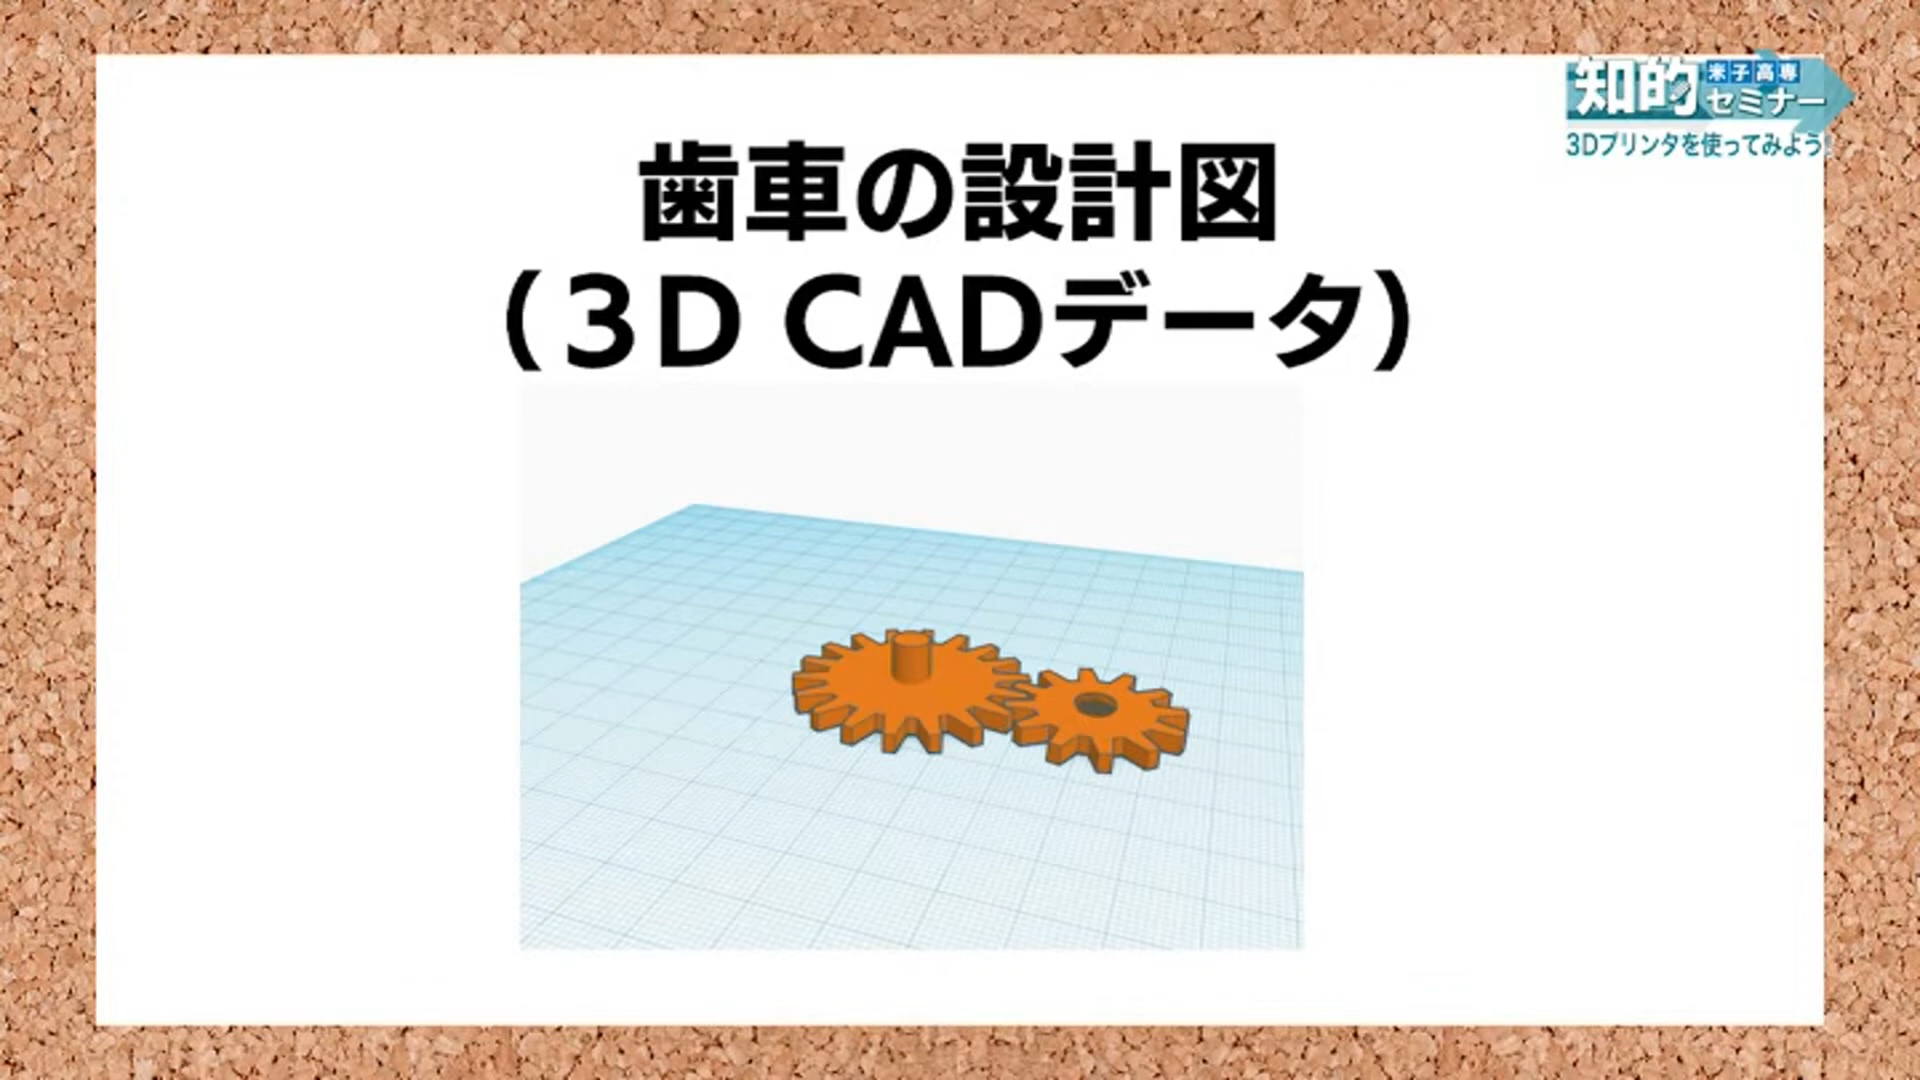 知的
米子高専
セミナー
3Dプリンタを使ってみよう!
歯車の設計図
(３D CADデータ)